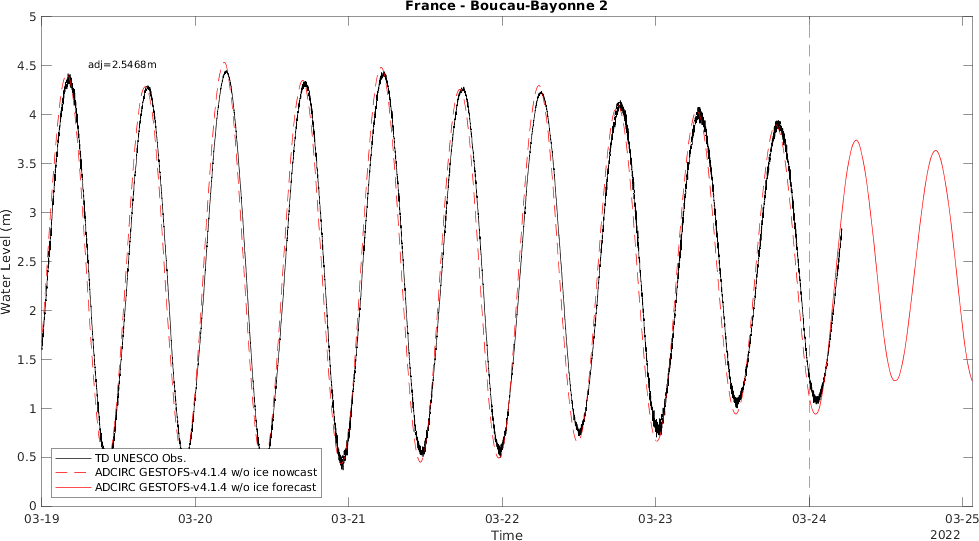 France - Boucau-Bayonne 2
5
4.5
4
3.5
3
2.5
2
1.5
1
0.5
0
Water Level (m)
adj=2.5468m
TD UNESCO Obs.
ADCIRC GESTOFS-v4.1.4 w/o ice nowcast
ADCIRC GESTOFS-v4.1.4 w/o ice forecast
03-19 03-20 03-21 03-22 03-23 03-24 03-25
Time
2022